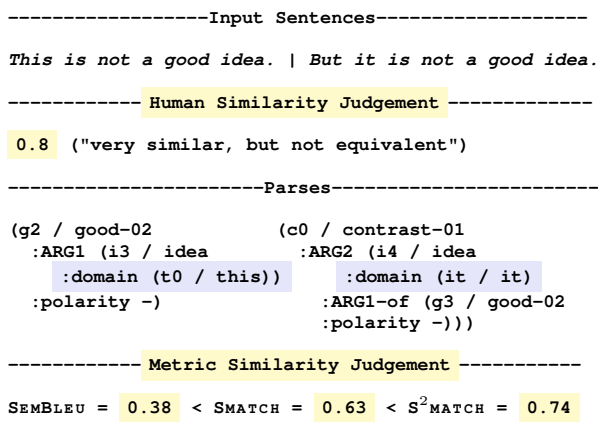 ------------------Input Sentences------------------
This is not a good idea. | But it is not a good idea.
------------ Human Similarity Judgement -------------
0.8 ("very similar, but not equivalent")
-----------------------Parses------------------------
(g2 / good-02 (c0 / contrast-01
:ARG1 (i3 / idea :ARG2 (i4 / idea
:domain (t0 / this)) :domain (it / it)
:polarity -) :ARG1-of (g3 / good-02
:polarity -)))
------------ Metric Similarity Judgement -----------
SEMBLEU = 0.38 < SMATCH = 0.63 < S²MATCH = 0.74